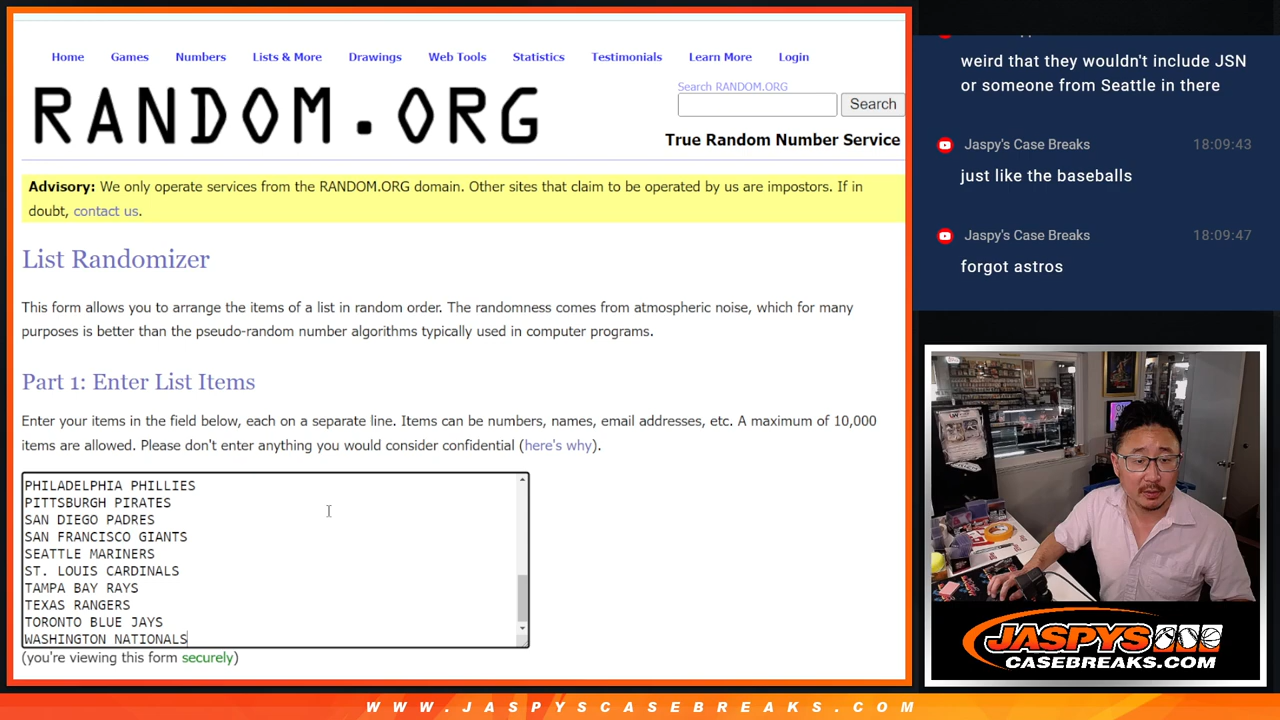 Home Games Numbers Lists & More Drawings Web Tools Statistics Testimonials Learn More Login
RANDOM.ORG
Search RANDOM.ORG
Search
True Random Number Service
Advisory: We only operate services from the RANDOM.ORG domain. Other sites that claim to be operated by us are impostors. If in
doubt, contact us.
List Randomizer
This form allows you to arrange the items of a list in random order. The randomness comes from atmospheric noise, which for many
purposes is better than the pseudo-random number algorithms typically used in computer programs.
Part 1: Enter List Items
Enter your items in the field below, each on a separate line. Items can be numbers, names, email addresses, etc. A maximum of 10,000
items are allowed. Please don't enter anything you would consider confidential (here's why).
PHILADELPHIA PHILLIES
PITTSBURGH PIRATES
SAN DIEGO PADRES
SAN FRANCISCO GIANTS
SEATTLE MARINERS
ST. LOUIS CARDINALS
TAMPA BAY RAYS
TEXAS RANGERS
TORONTO BLUE JAYS
WASHINGTON NATIONALS
(you're viewing this form securely)
weird that they wouldn't include JSN
or someone from Seattle in there
Jaspy's Case Breaks 18:09:43
just like the baseballs
Jaspy's Case Breaks 18:09:47
forgot astros
JASPYS
CASEBREAKS.COM
WWW.JASPYSCASEBREAKS.COM